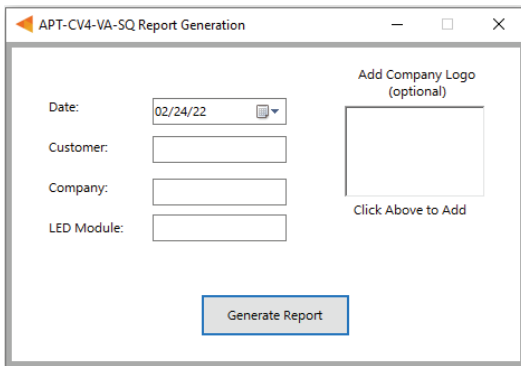 APT-CV4-VA-SQ Report Generation
Add Company Logo
(optional)
Date:
02/24/22
Customer:
Company:
Click Above to Add
LED Module:
Generate Report